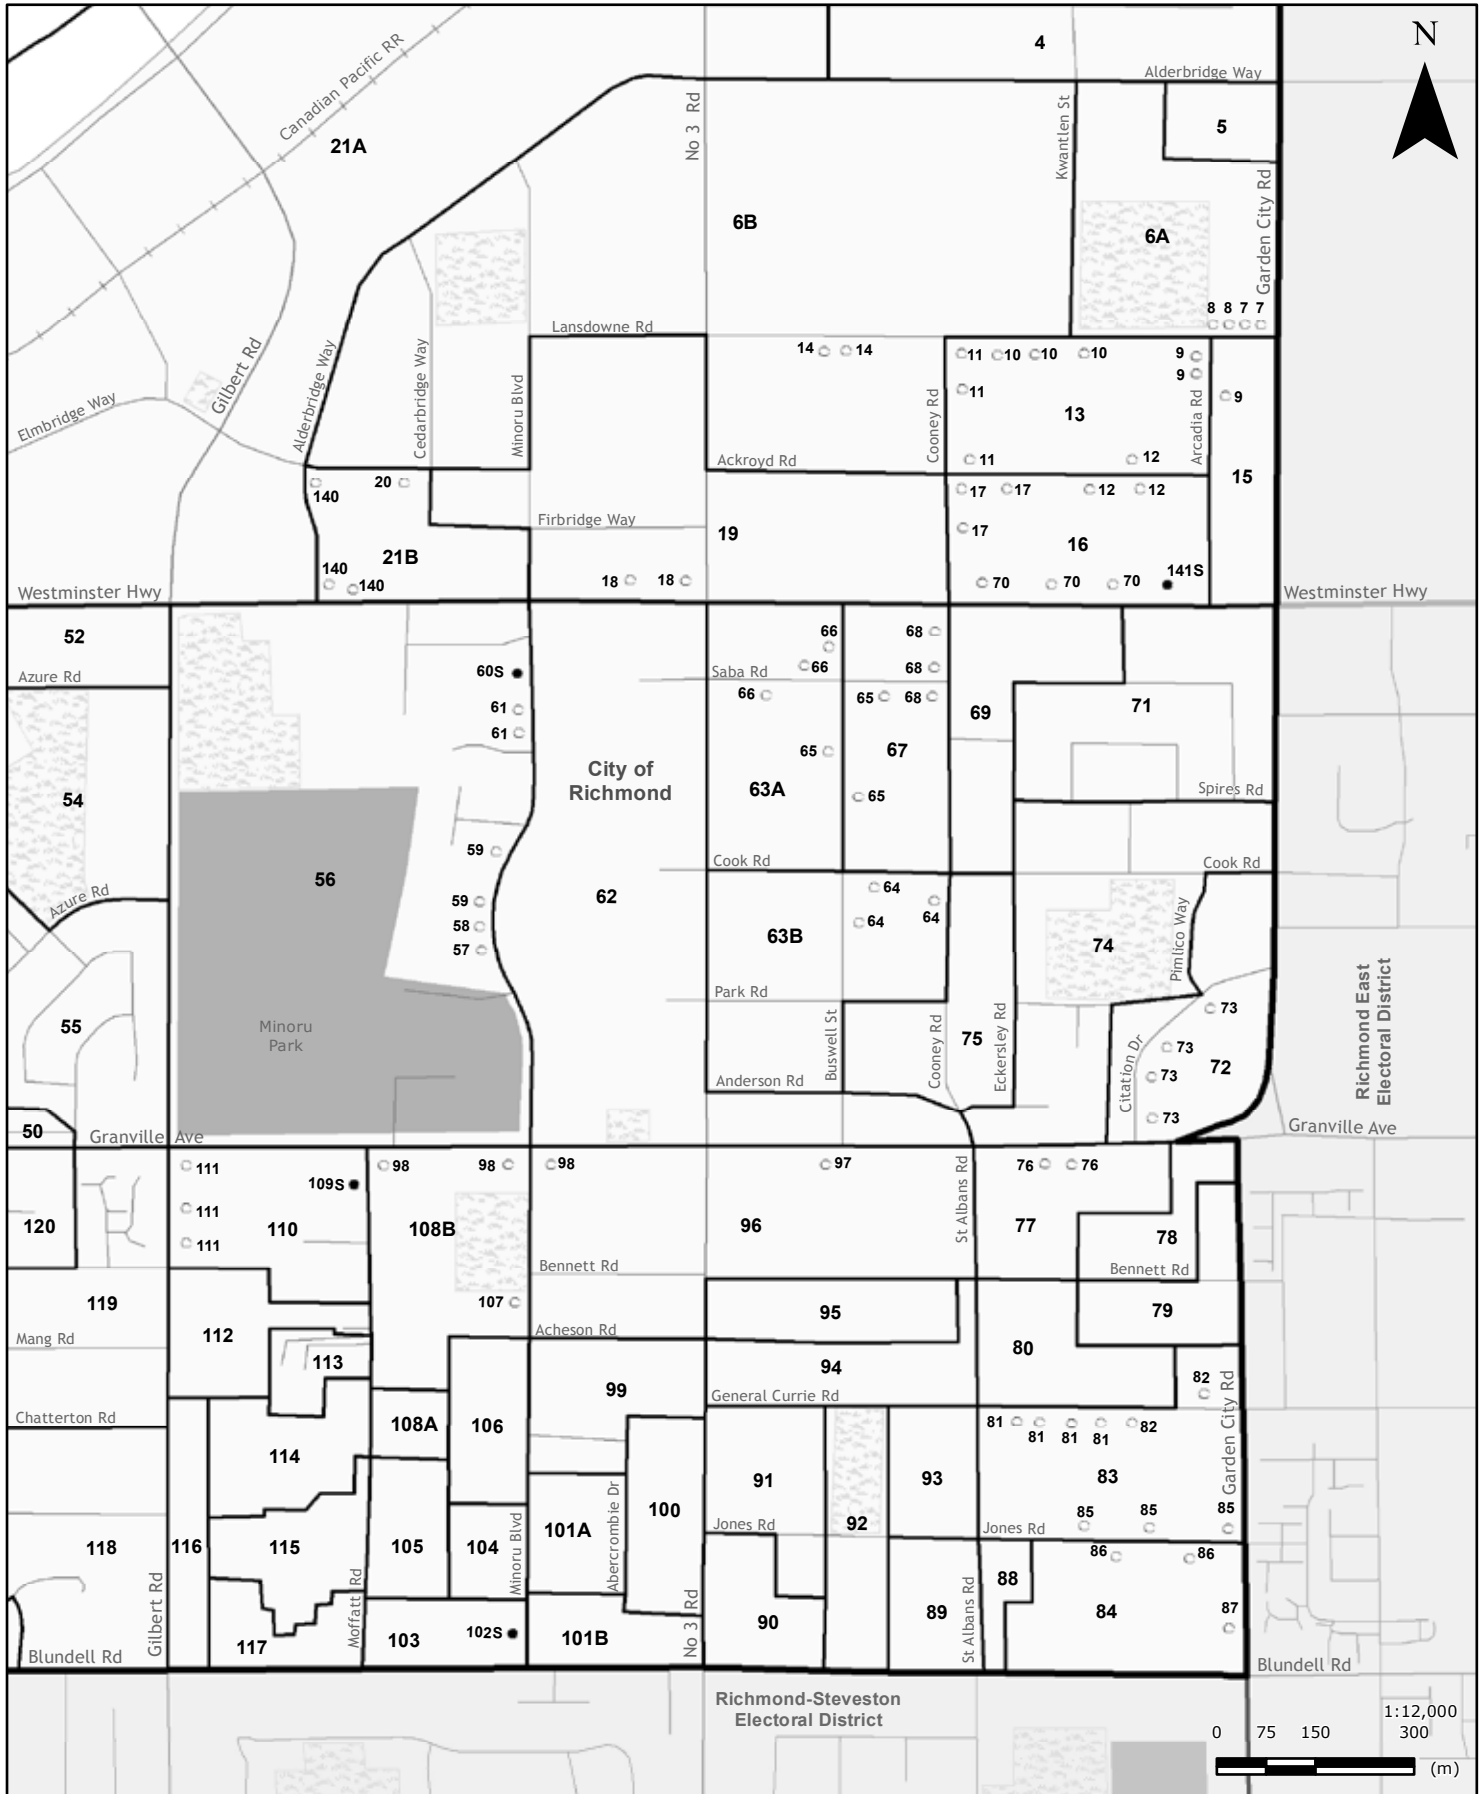 N
4
Alderbridge Way
Canadian Pacific RR
21A
No 3 Rd
Kwantlen St
5
Garden City Rd
6B
6A
8 8 7 7
Lansdowne Rd
14 14
11 10 10 10 9
9
9
11
13
Gilbert Rd
Alderbridge Way
Cedarbridge Way
Minoru Blvd
Cooney Rd
Arcadia Rd
Elmbridge Way
Ackroyd Rd
11
12
15
140
20
17 17 12 12
Firbridge Way
19
17
16
21B
140
140
18 18
70 70 70
141S
Westminster Hwy
Westminster Hwy
52
Azure Rd
60S
61
61
66
66
66
Saba Rd
68
68
65 68
69
71
65
67
65
63A
City of
Richmond
54
Spires Rd
59
Cook Rd
Cook Rd
56
62
59
58
57
64
64
64
63B
74
Pimlico Way
Azure Rd
Park Rd
73
55
Minoru
Park
Buswell St
Cooney Rd
Eckersley Rd
75
Citation Dr
73
73
73
72
Richmond East
Electoral District
Anderson Rd
50
Granville Ave
Granville Ave
111
111
111
109S
98
98
98
97
76 76
St Albans Rd
120
110
108B
96
77
78
Bennett Rd
Bennett Rd
119
107
95
79
Mang Rd
112
113
Acheson Rd
94
80
82
99
General Currie Rd
Garden City Rd
Chatterton Rd
108A
106
81
81
81
81
82
114
91
93
83
100
Abercrombie Dr
101A
Jones Rd
92
Jones Rd
85
85
85
118
116
115
105
104
Minoru Blvd
86
86
88
Gilbert Rd
Moffatt Rd
No 3 Rd
St Albans Rd
90
89
84
87
117
103
102S
101B
Blundell Rd
Blundell Rd
Richmond-Steveston
Electoral District
1:12,000
0 75 150 300
(m)